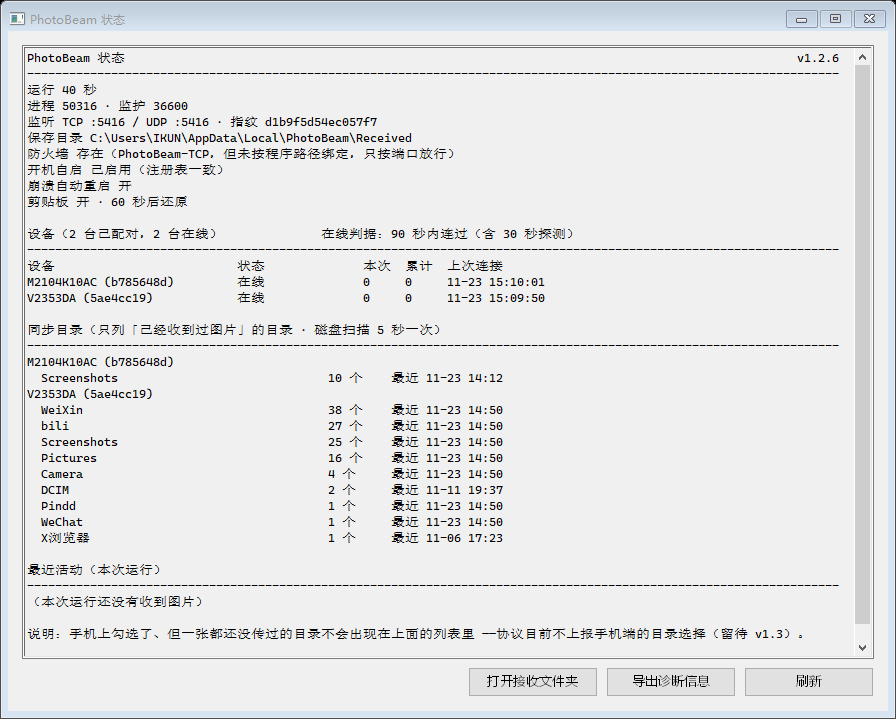 PhotoBeam 状态
PhotoBeam 状态 v1.2.6
运行 40 秒
进程 50316 · 监护 36600
监听 TCP :5416 / UDP :5416 · 指纹 d1b9f5d54ec057f7
保存目录 C:\Users\IKUN\AppData\Local\PhotoBeam\Received
防火墙 存在（PhotoBeam-TCP，但未按程序路径绑定，只按端口放行）
开机自启 已启用（注册表一致）
崩溃自动重启 开
剪贴板 开 · 60 秒后还原
设备（2 台已配对，2 台在线） 在线判据：90 秒内连过（含 30 秒探测）
设备 状态 本次 累计 上次连接
M2104K10AC (b785648d) 在线 0 0 11-23 15:10:01
V2353DA (5ae4cc19) 在线 0 0 11-23 15:09:50
同步目录（只列「已经收到过图片」的目录 · 磁盘扫描 5 秒一次）
M2104K10AC (b785648d)
Screenshots 10 个 最近 11-23 14:12
V2353DA (5ae4cc19)
WeiXin 38 个 最近 11-23 14:50
bili 27 个 最近 11-23 14:50
Screenshots 25 个 最近 11-23 14:50
Pictures 16 个 最近 11-23 14:50
Camera 4 个 最近 11-23 14:50
DCIM 2 个 最近 11-11 19:37
Pindd 1 个 最近 11-23 14:50
WeChat 1 个 最近 11-23 14:50
X浏览器 1 个 最近 11-06 17:23
最近活动（本次运行）
（本次运行还没有收到图片）
说明：手机上勾选了、但一张都还没传过的目录不会出现在上面的列表里 —协议目前不上报手机端的目录选择（留待 v1.3）。
打开接收文件夹 导出诊断信息 刷新